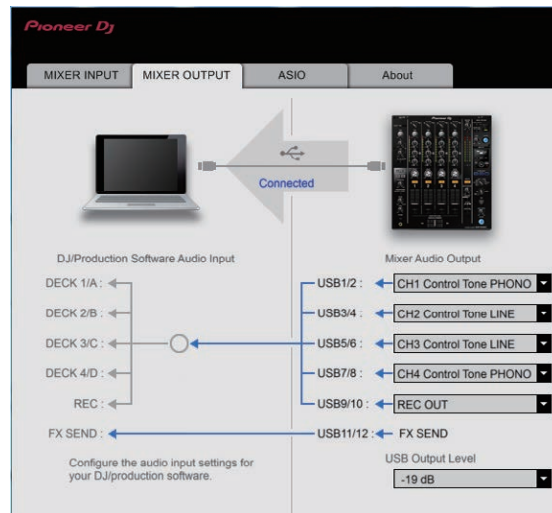 Pioneer Dj
MIXER INPUT
MIXER OUTPUT
ASIO
About
Connected
DJ/Production Software Audio Input
Mixer Audio Output
DECK 1/A :
USB1/2 :
CH1 Control Tone PHONO
DECK 2/B :
USB3/4 :
CH2 Control Tone LINE
DECK 3/C :
USB5/6 :
CH3 Control Tone LINE
DECK 4/D :
USB7/8 :
CH4 Control Tone PHONO
REC :
USB9/10 :
REC OUT
FX SEND :
USB11/12 :
FX SEND
Configure the audio input settings for
your DJ/production software.
USB Output Level
-19 dB